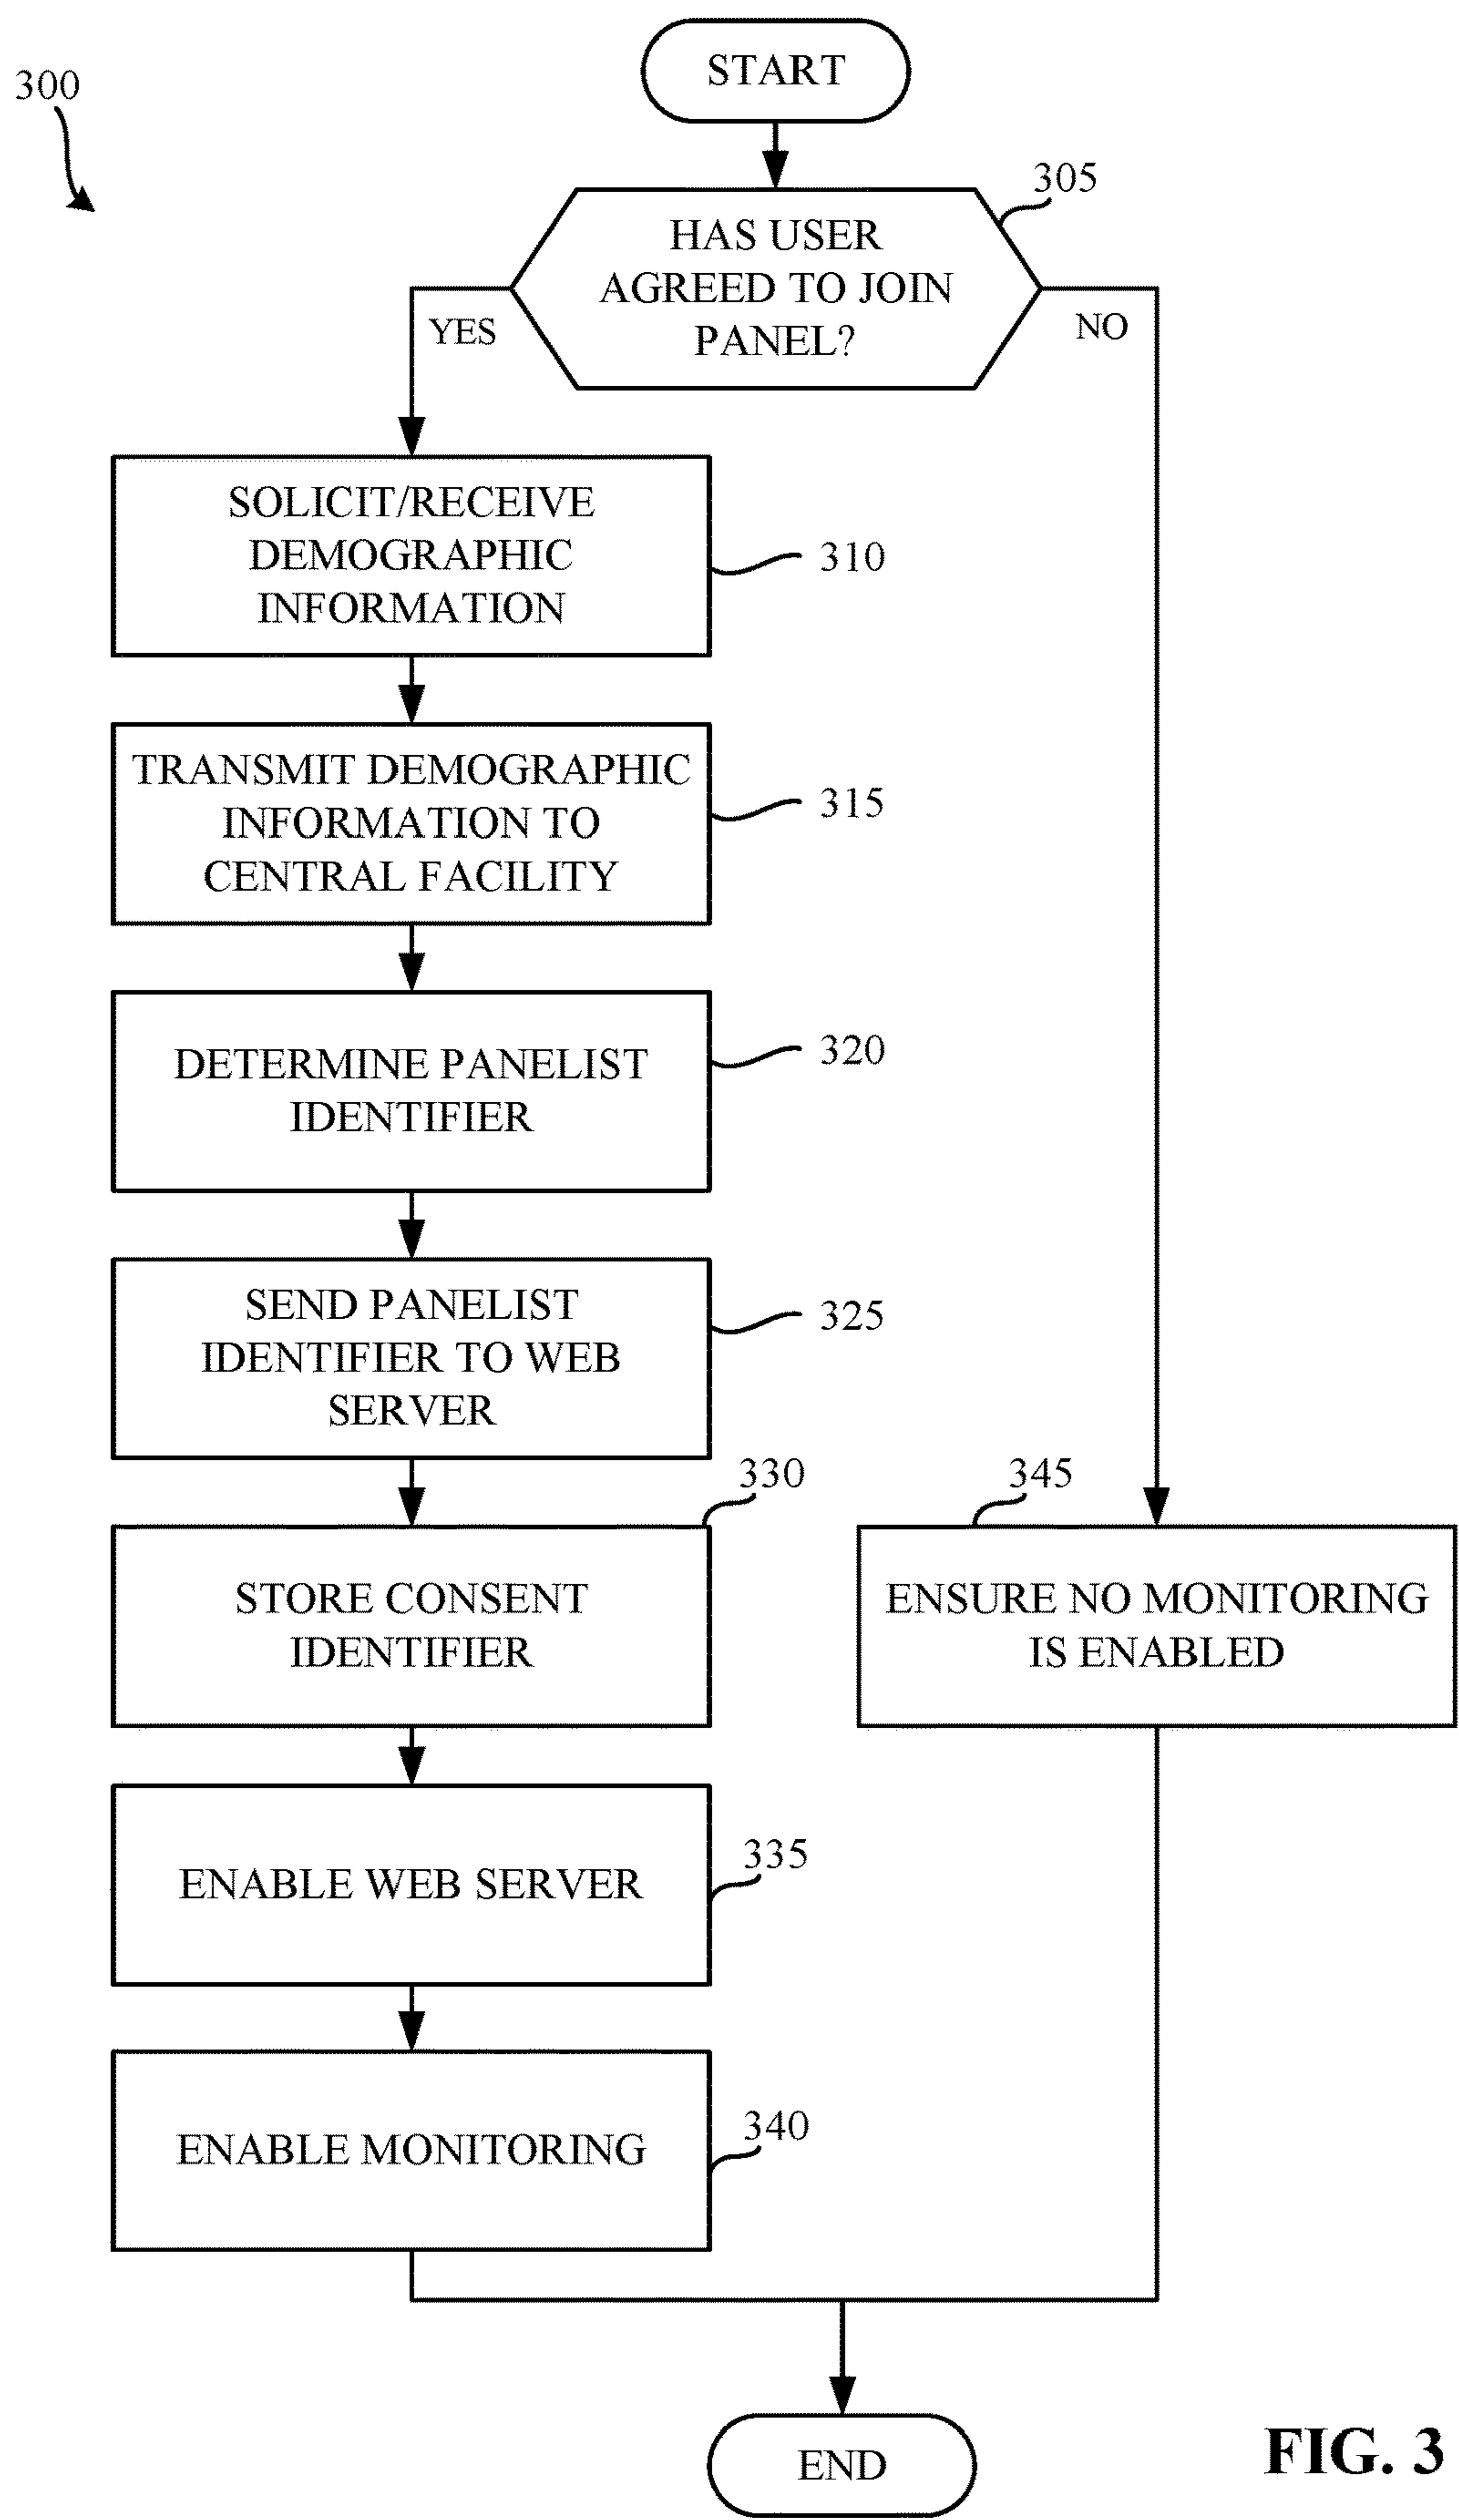 START
300
305
HAS USER
AGREED TO JOIN
PANEL?
YES
NO
SOLICIT/RECEIVE
DEMOGRAPHIC
INFORMATION
310
TRANSMIT DEMOGRAPHIC
INFORMATION TO
CENTRAL FACILITY
315
DETERMINE PANELIST
IDENTIFIER
320
SEND PANELIST
IDENTIFIER TO WEB
SERVER
325
330
345
STORE CONSENT
IDENTIFIER
ENSURE NO MONITORING
IS ENABLED
335
ENABLE WEB SERVER
340
ENABLE MONITORING
END
FIG. 3